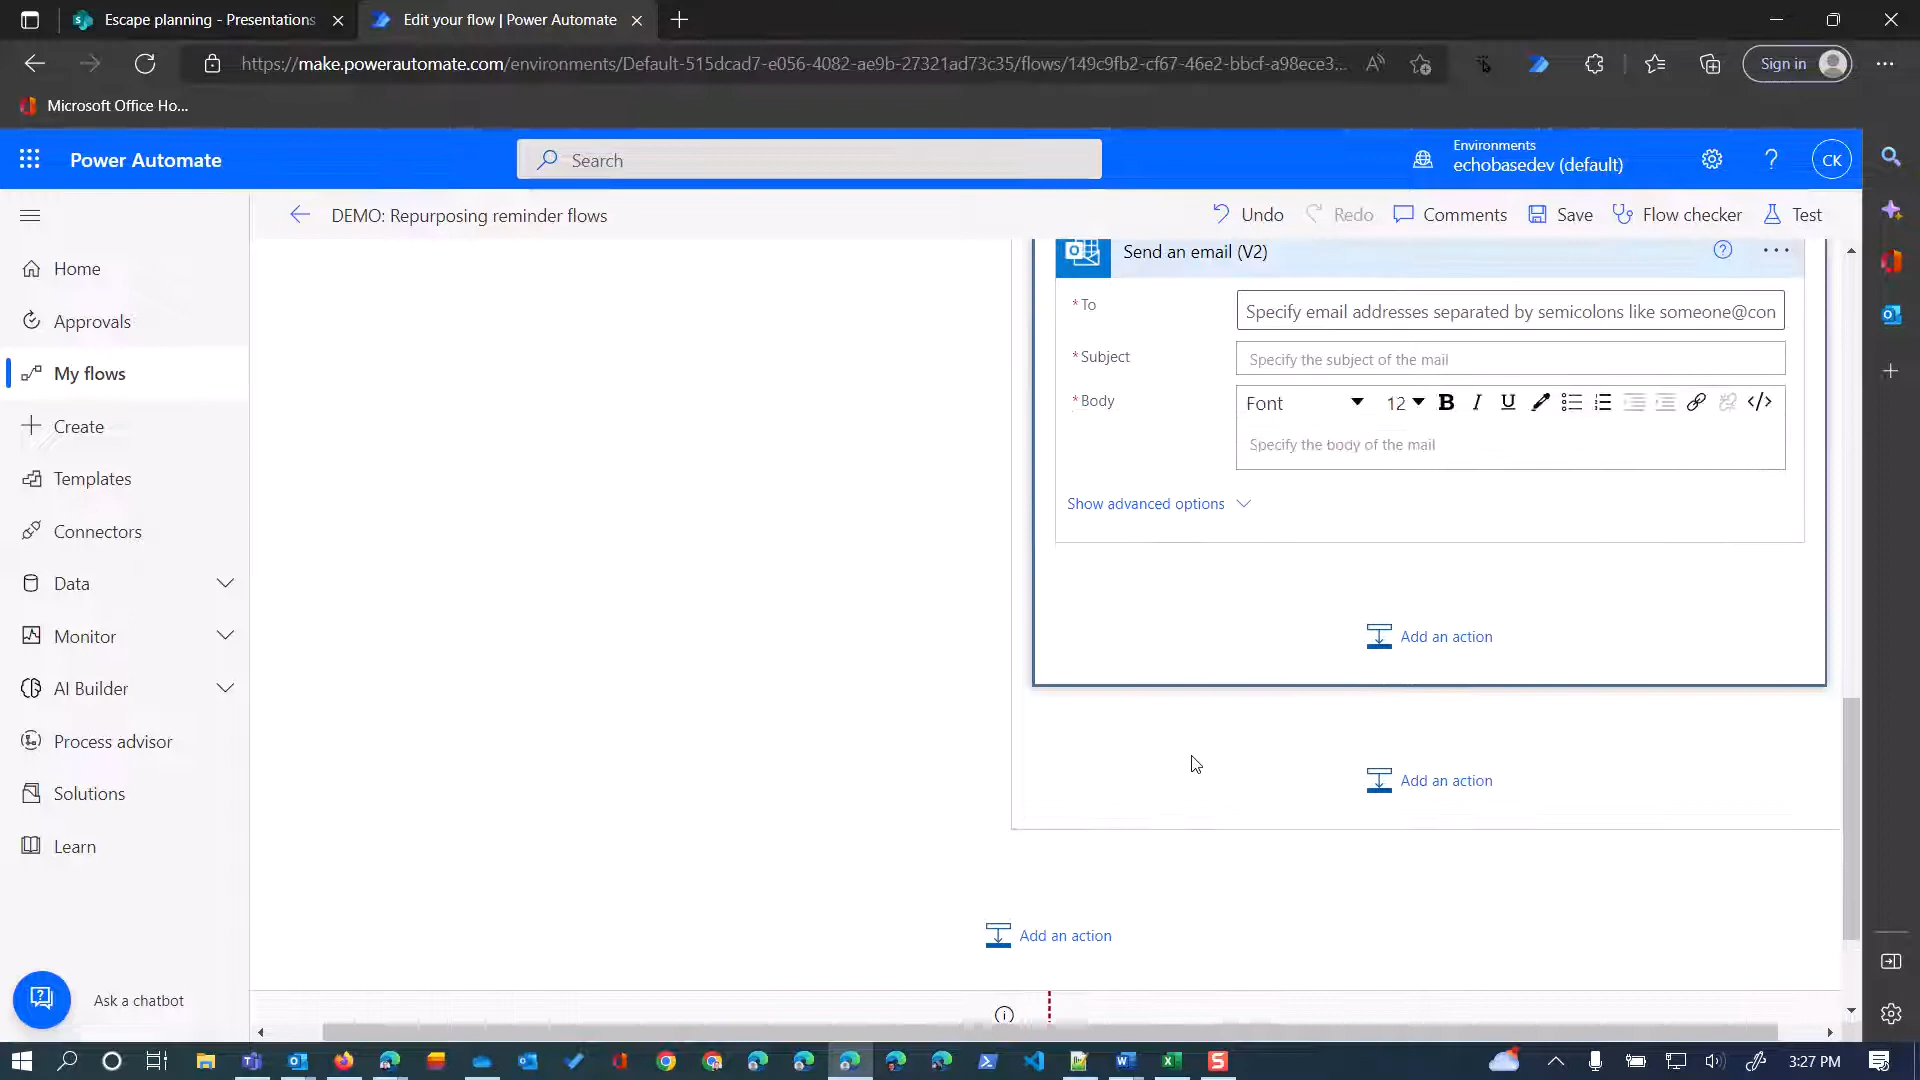 Escape planning - Presentations
Edit your flow | Power Automate
https://make.powerautomate.com/environments/Default-515dcad7-e056-4082-ae9b-27321ad73c35/flows/149c9fb2-cf67-46e2-bbcf-a98ece3...
Sign in
Microsoft Office Ho...
Power Automate
Search
Environments
echobasedev (default)
CK
DEMO: Repurposing reminder flows
Undo
Redo
Comments
Save
Flow checker
Test
Home
Approvals
My flows
Create
Templates
Connectors
Data
Monitor
AI Builder
Process advisor
Solutions
Learn
Ask a chatbot
Send an email (V2)
* To
Specify email addresses separated by semicolons like someone@con
* Subject
Specify the subject of the mail
* Body
Font
12
Specify the body of the mail
Show advanced options
Add an action
Add an action
Add an action
3:27 PM